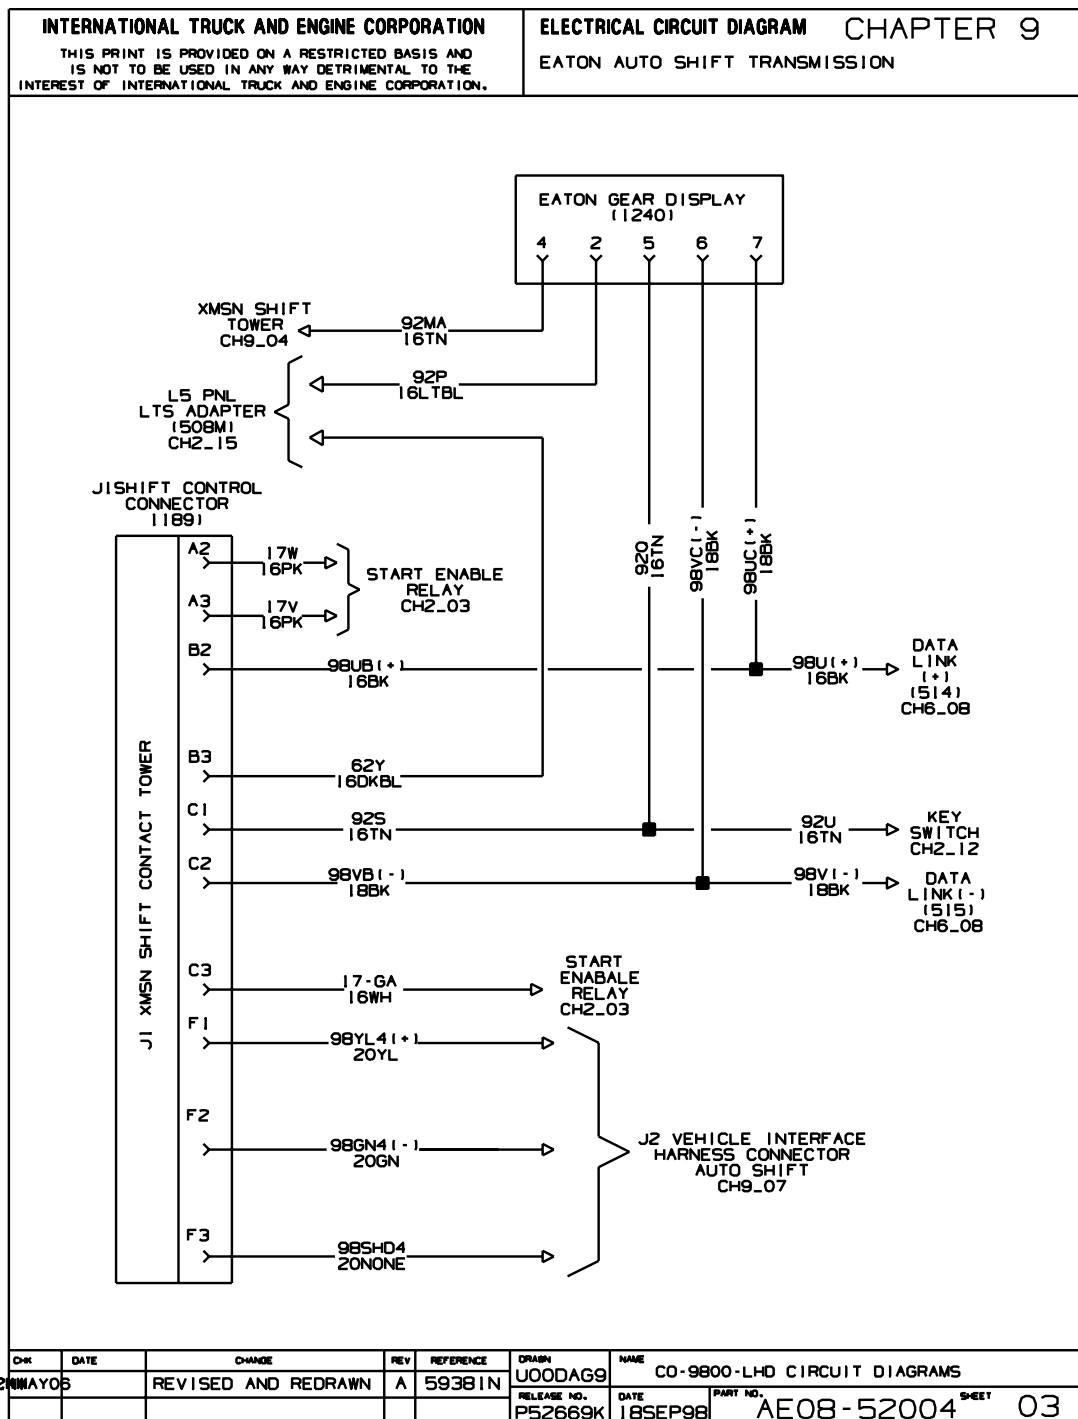 INTERNATIONAL TRUCK AND ENGINE CORPORATION
THIS PRINT IS PROVIDED ON A RESTRICTED BASIS AND
IS NOT TO BE USED IN ANY WAY DETRIMENTAL TO THE
INTEREST OF INTERNATIONAL TRUCK AND ENGINE CORPORATION.
ELECTRICAL CIRCUIT DIAGRAM CHAPTER 9
EATON AUTO SHIFT TRANSMISSION
EATON GEAR DISPLAY
(1240)
4 2 5 6 7
XMSN SHIFT
TOWER
CH9_04
92MA
16TN
92P
16LTBL
L5 PNL
LTS ADAPTER
(508M)
CH2_15
J1SHIFT CONTROL
CONNECTOR
(189)
92Q
16TN
98VC(-)
18BK
98UC(+)
18BK
J1 XMSN SHIFT CONTACT TOWER
A2
17W
16PK
START ENABLE
RELAY
CH2_03
A3
17V
16PK
B2
98UB(+)
16BK
98U(+)
16BK
DATA
LINK
(+)
(514)
CH6_08
B3
62Y
16DKBL
C1
92S
16TN
92U
16TN
KEY
SWITCH
CH2_12
C2
98VB(-)
18BK
98V(-)
18BK
DATA
LINK(-)
(515)
CH6_08
C3
17-GA
16WH
START
ENABALE
RELAY
CH2_03
F1
98YL4(+)
20YL
F2
98GN4(-)
20GN
J2 VEHICLE INTERFACE
HARNESS CONNECTOR
AUTO SHIFT
CH9_07
F3
98SHD4
20NONE
CHK DATE CHANGE REV REFERENCE
MAY06 REVISED AND REDRAWN A 59381N
DRAWN
U00DAG9
NAME
CO-9800-LHD CIRCUIT DIAGRAMS
RELEASE NO.
P52669K
DATE
18SEP98
PART NO.
AE08-52004
SHEET
03